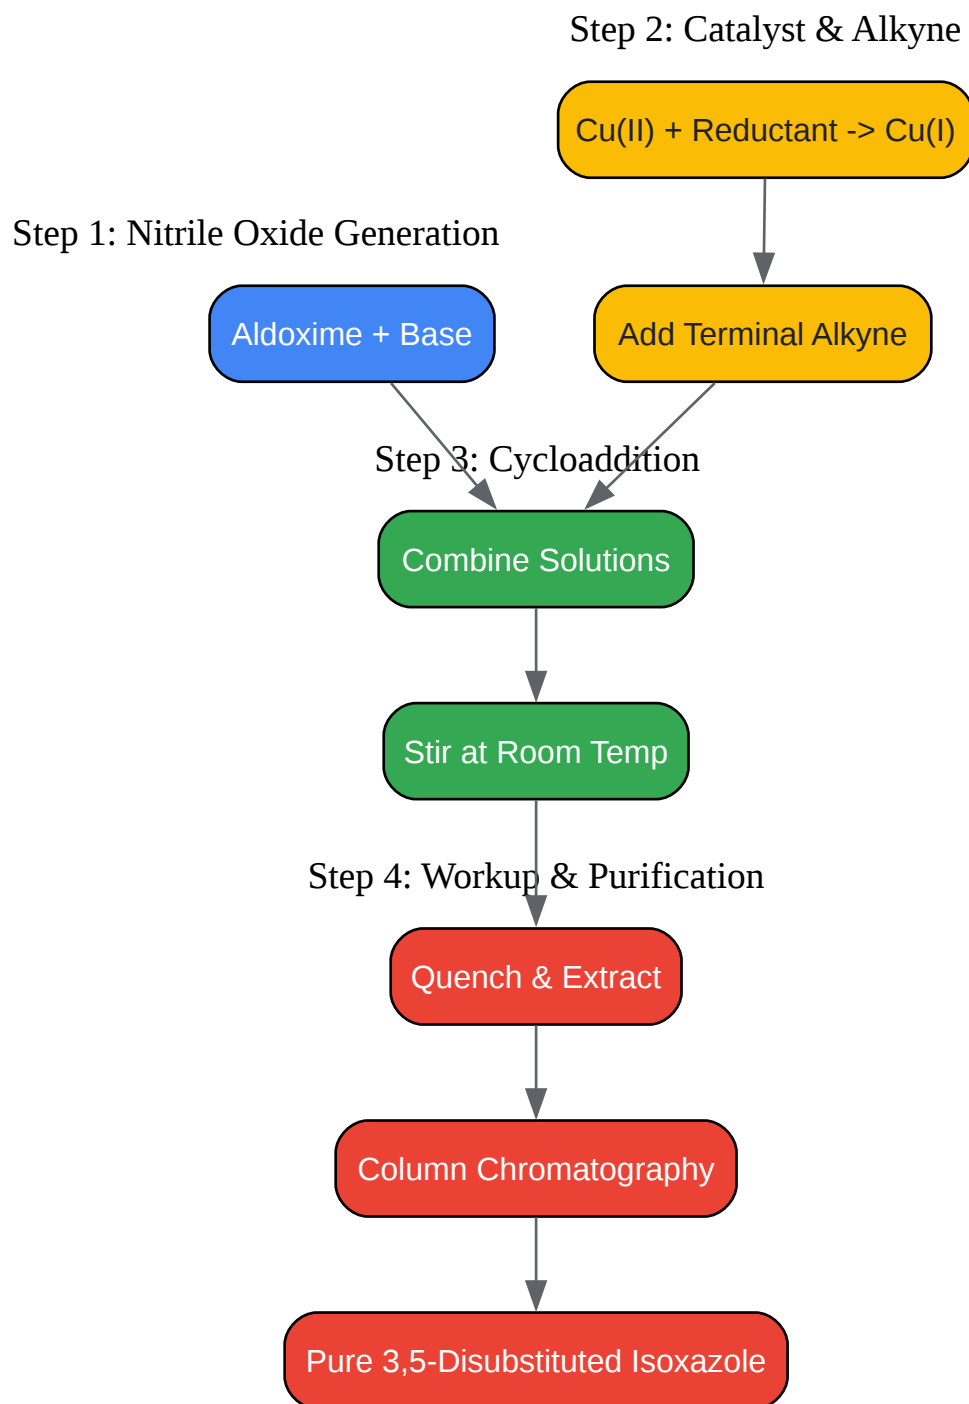 Step 2: Catalyst & Alkyne
Cu(II) + Reductant -> Cu(I)
Step 1: Nitrile Oxide Generation
Aldoxime + Base
Add Terminal Alkyne
Step 3: Cycloaddition
Combine Solutions
Stir at Room Temp
Step 4: Workup & Purification
Quench & Extract
Column Chromatography
Pure 3,5-Disubstituted Isoxazole